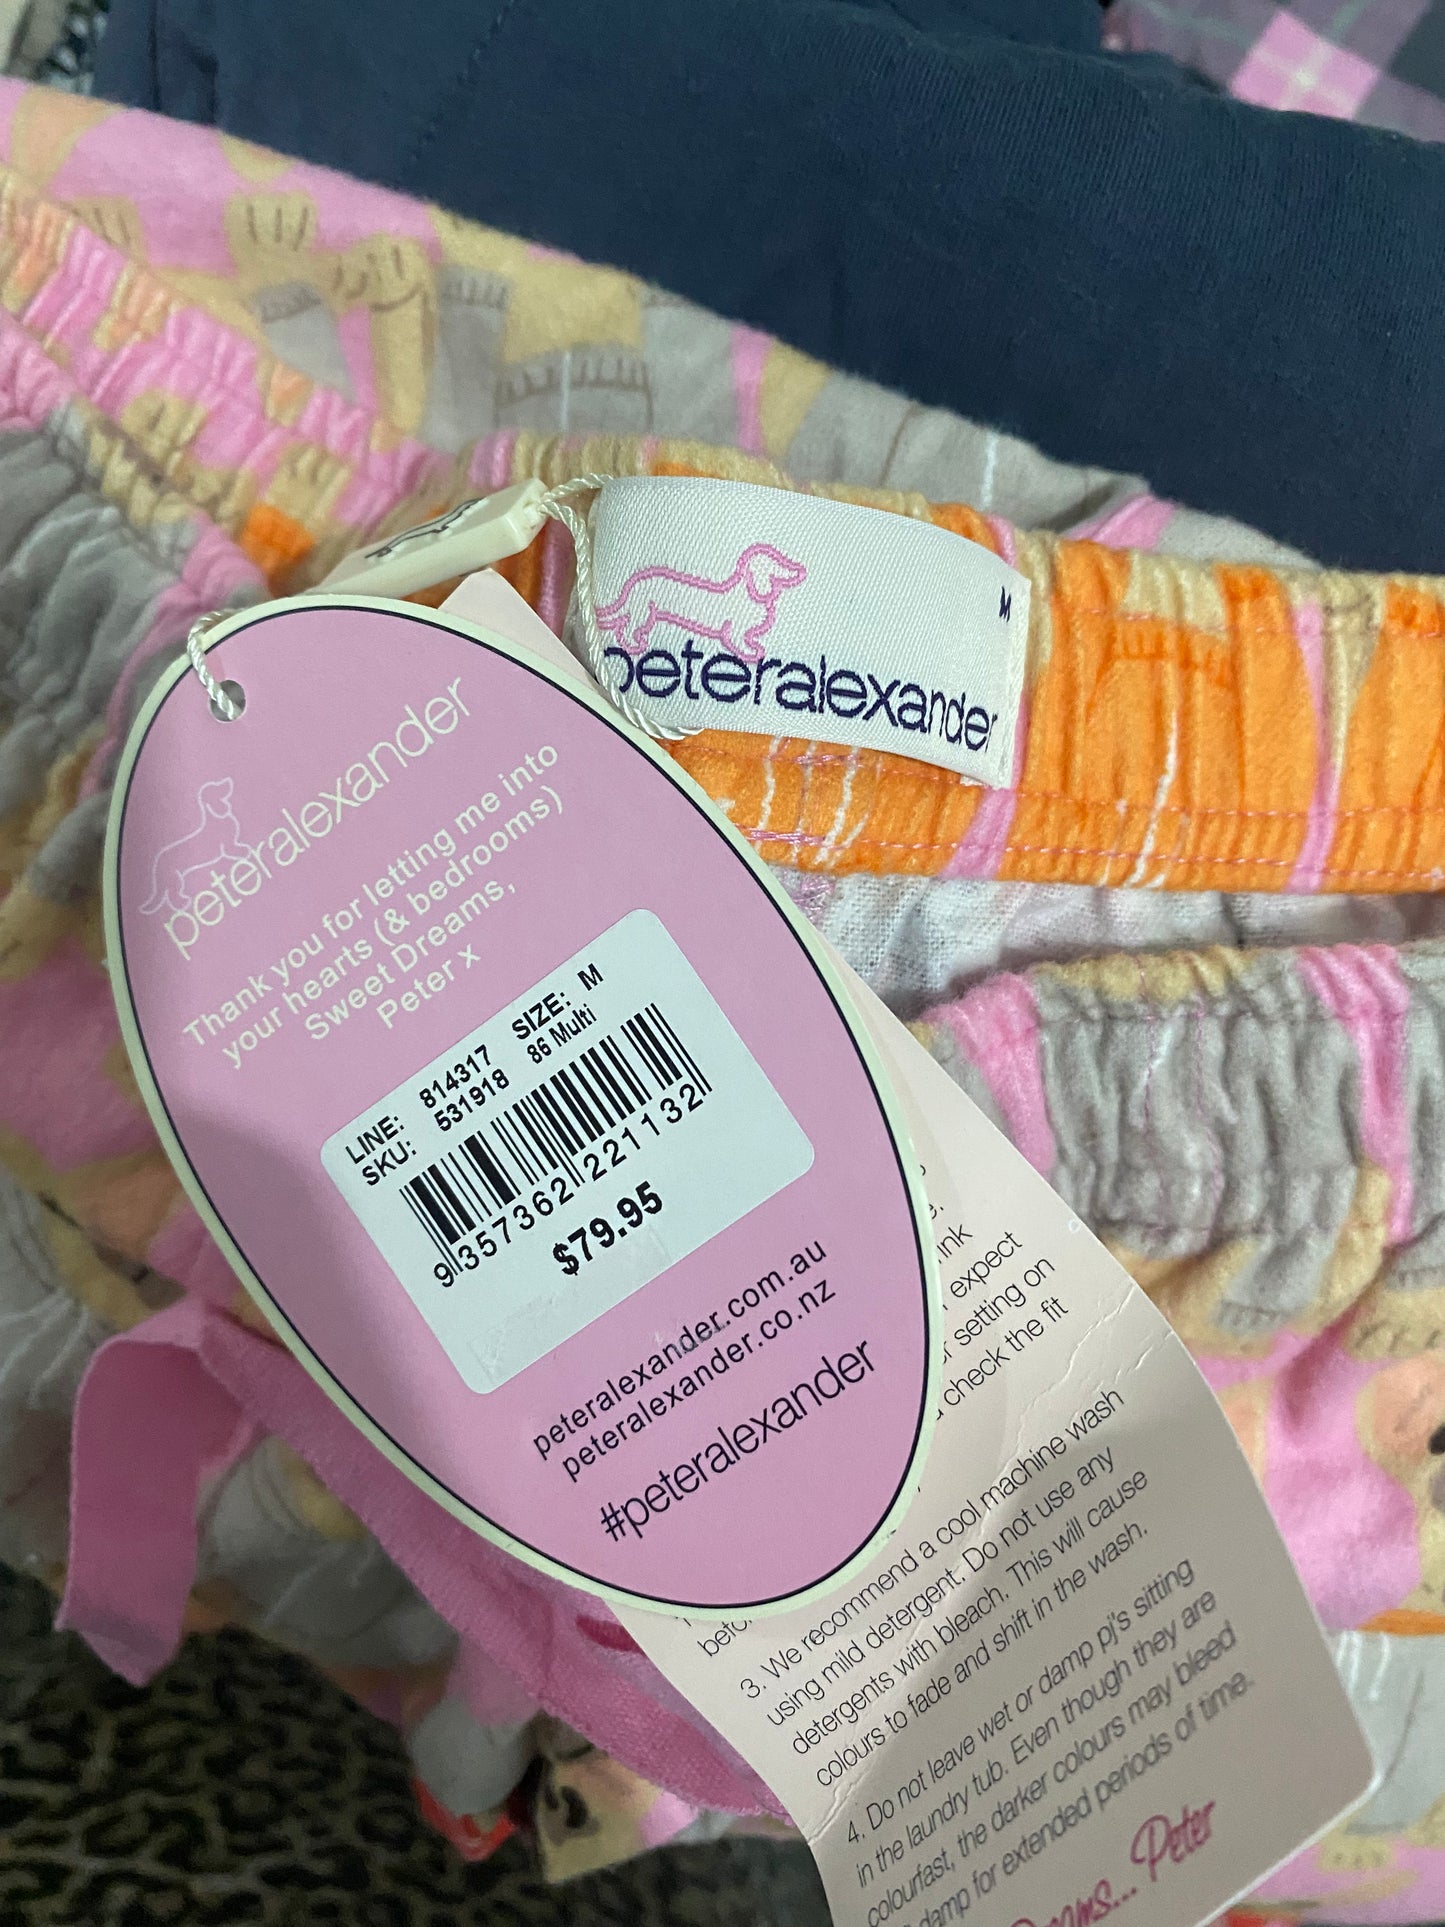 peteralexander
M
peteralexander
Thank you for letting me into
your hearts (& bedrooms)
Sweet Dreams,
Peter x
LINE: 814317 SIZE: M
SKU: 531918 86 Multi
9 357362 221132
$79.95
peteralexander.com.au
peteralexander.co.nz
#peteralexander
expect
setting on
check the fit
3. We recommend a cool machine wash
using mild detergent. Do not use any
detergents with bleach. This will cause
colours to fade and shift in the wash.
4. Do not leave wet or damp pj's sitting
in the laundry tub. Even though they are
colourfast, the darker colours may bleed
damp for extended periods of time.
Peter